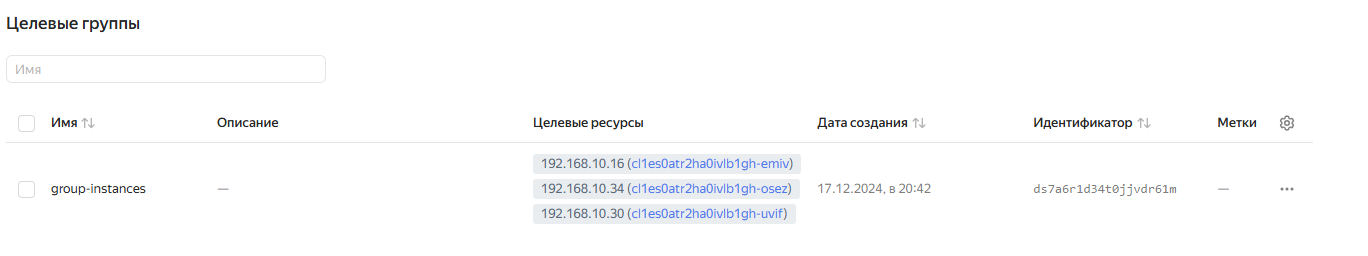 Целевые группы
Имя
Имя Описание Целевые ресурсы Дата создания Идентификатор Метки
192.168.10.16 (cl1es0atr2ha0ivlb1gh-emiv)
group-instances — 192.168.10.34 (cl1es0atr2ha0ivlb1gh-osez) 17.12.2024, в 20:42 ds7a6r1d34t0jjvdr61m —
192.168.10.30 (cl1es0atr2ha0ivlb1gh-uvif)